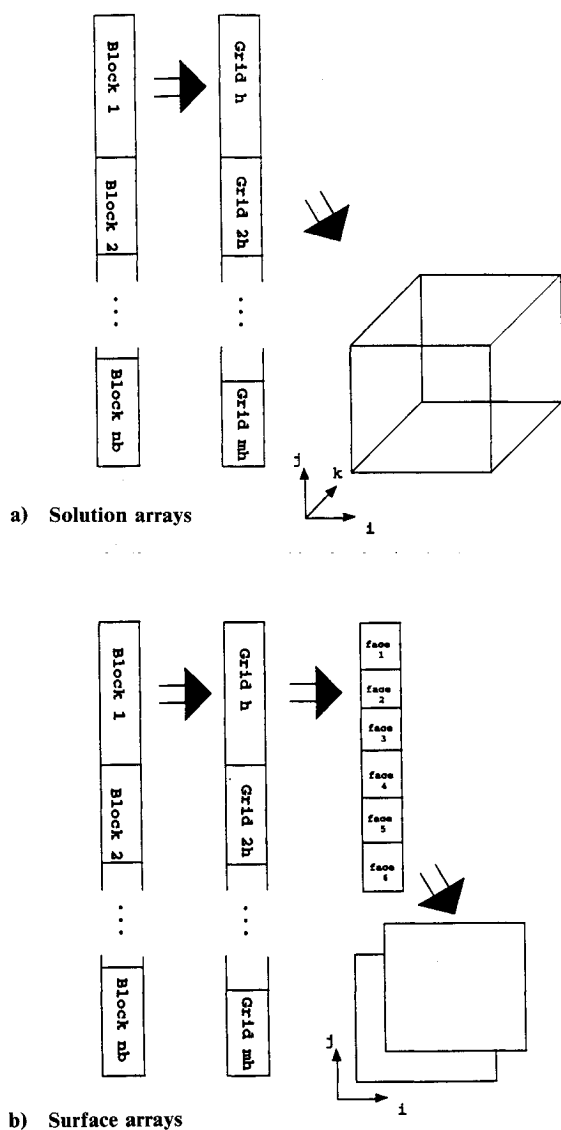 Block 1
Block 2
...
Block nb
Grid h
Grid 2h
...
Grid mh
j
k
i
a) Solution arrays
Block 1
Block 2
...
Block nb
Grid h
Grid 2h
...
Grid mh
face 1
face 2
face 3
face 4
face 5
face 6
j
i
b) Surface arrays